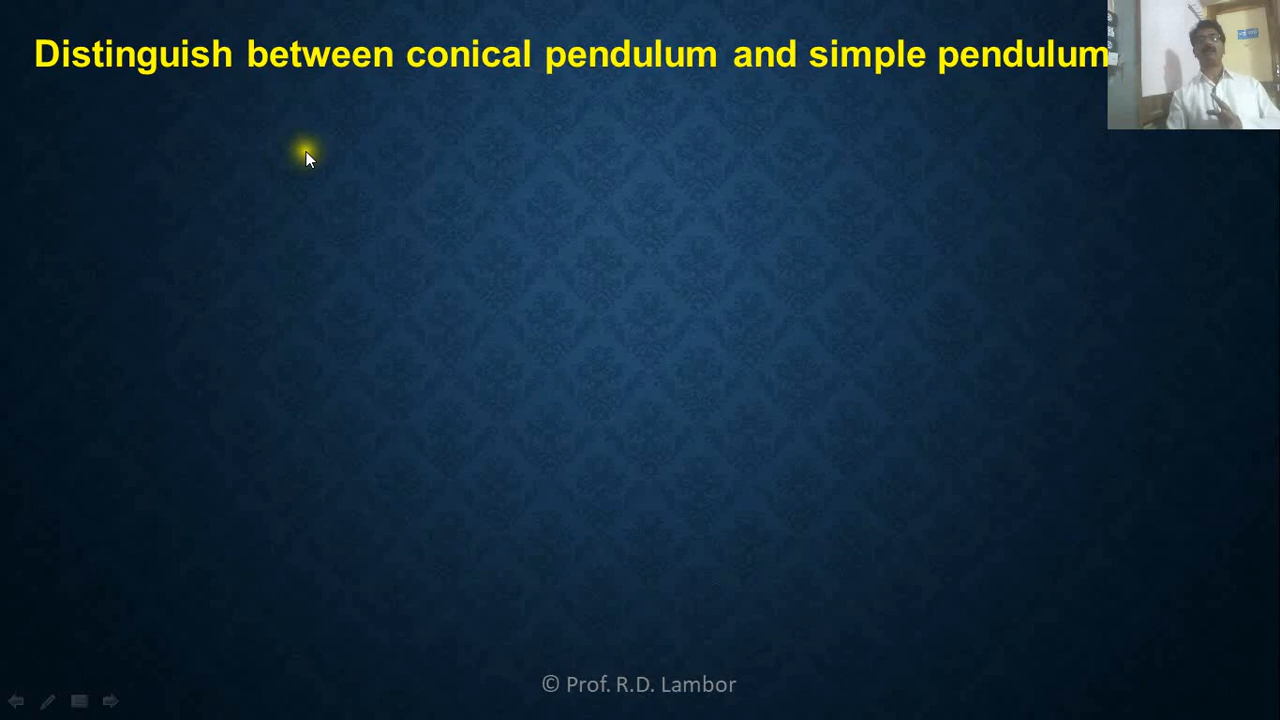 Distinguish between conical pendulum and simple pendulum
© Prof. R.D. Lambor